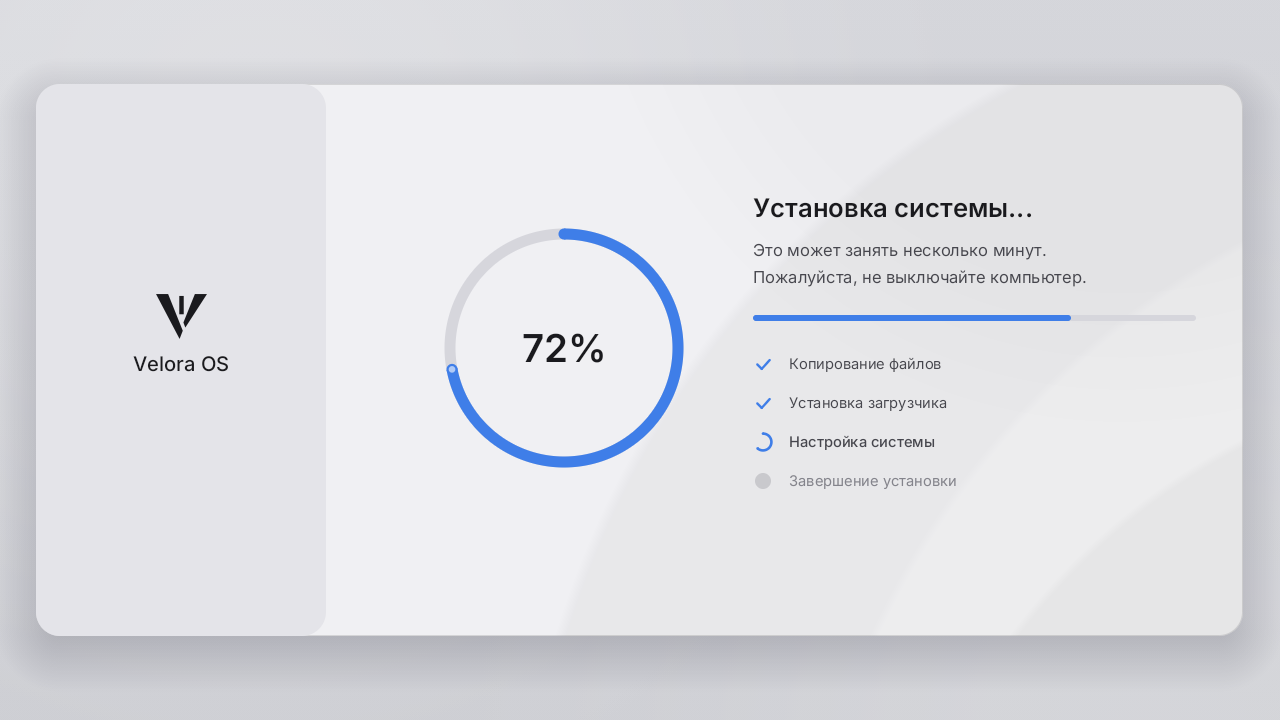 Velora OS
72%
Установка системы...
Это может занять несколько минут.
Пожалуйста, не выключайте компьютер.
Копирование файлов
Установка загрузчика
Настройка системы
Завершение установки